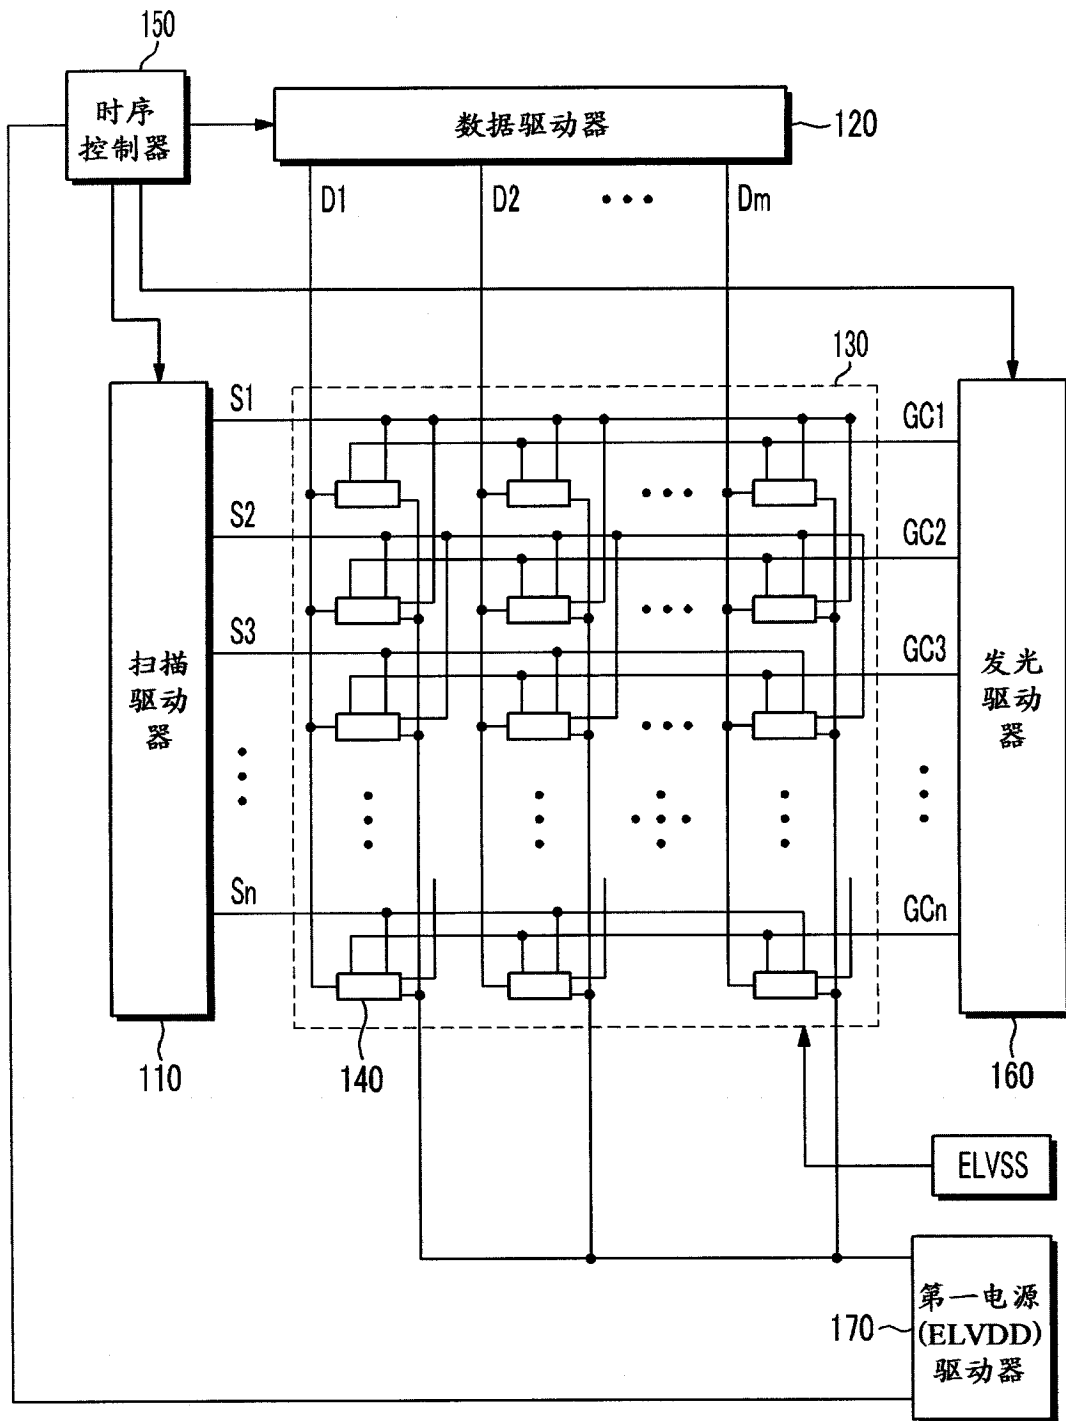 150
时序
控制器
数据驱动器
120
D1
D2
Dm
130
S1
GC1
S2
GC2
S3
GC3
扫描
驱动
器
发光
驱动
器
Sn
GCn
110
140
160
ELVSS
第一电源
(ELVDD)
驱动器
170